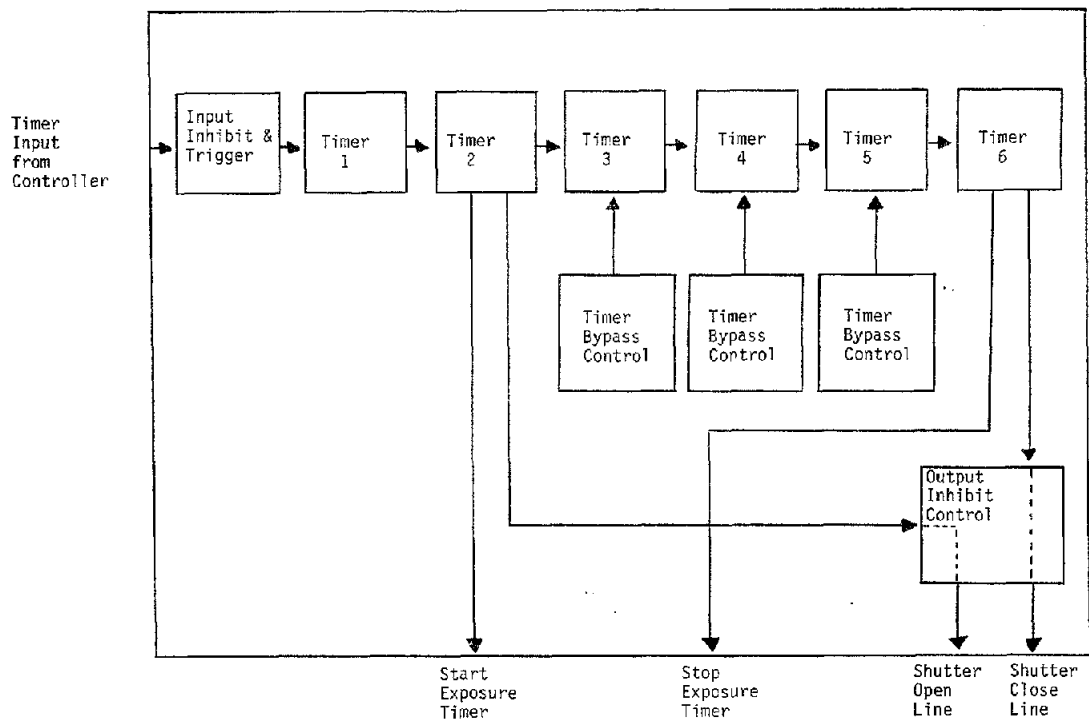 Timer
Input
from
Controller
Input
Inhibit &
Trigger
Timer
1
Timer
2
Timer
3
Timer
4
Timer
5
Timer
6
Timer
Bypass
Control
Timer
Bypass
Control
Timer
Bypass
Control
Output
Inhibit
Control
Start
Exposure
Timer
Stop
Exposure
Timer
Shutter
Open
Line
Shutter
Close
Line